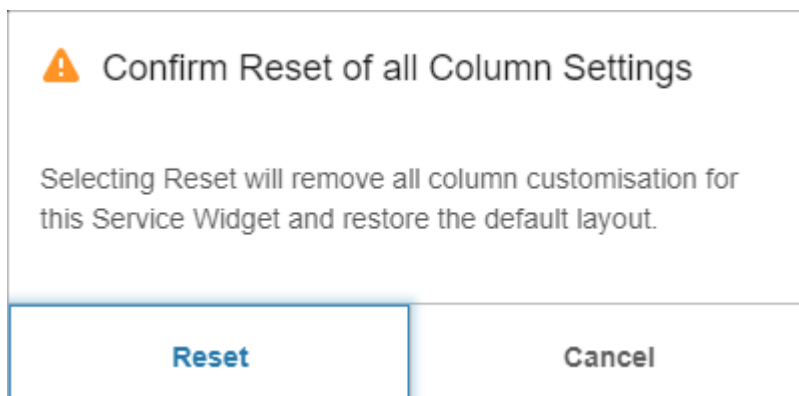 Confirm Reset of all Column Settings
Selecting Reset will remove all column customisation for
this Service Widget and restore the default layout.
Reset
Cancel